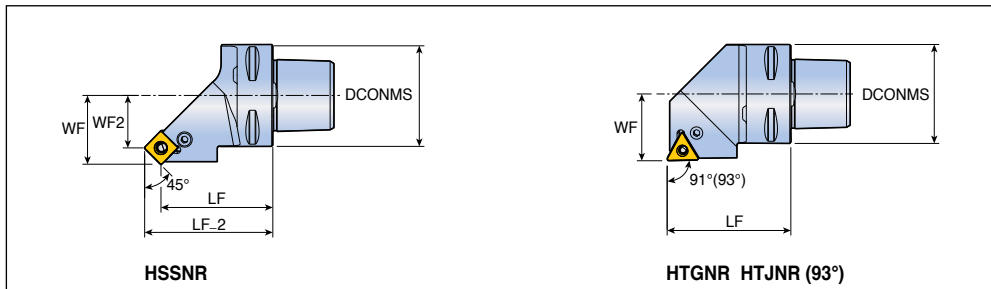 DCONMS
WF
WF2
45°
LF
LF_2
HSSNR
DCONMS
WF
91°(93°)
LF
HTGNR HTJNR (93°)